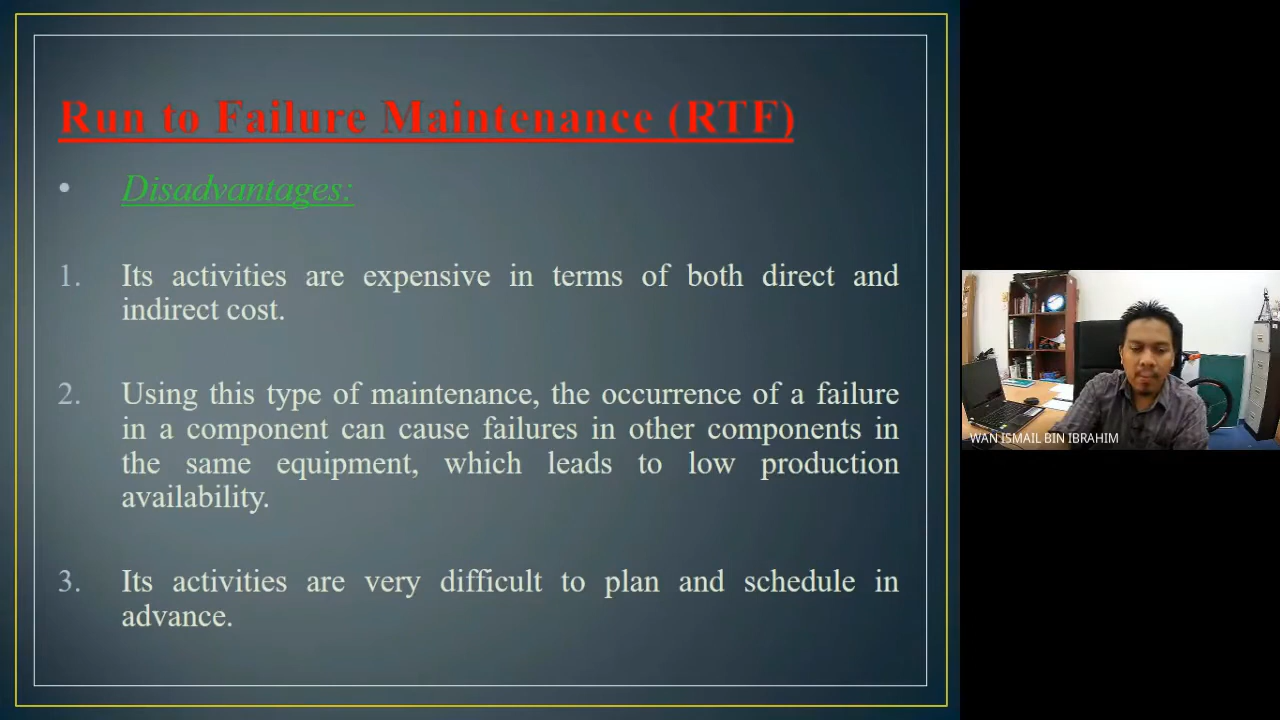 Run to Failure Maintenance (RTF)
• Disadvantages:
1. Its activities are expensive in terms of both direct and
indirect cost.
2. Using this type of maintenance, the occurrence of a failure
in a component can cause failures in other components in
the same equipment, which leads to low production
availability.
3. Its activities are very difficult to plan and schedule in
advance.
WAN ISMAIL BIN IBRAHIM